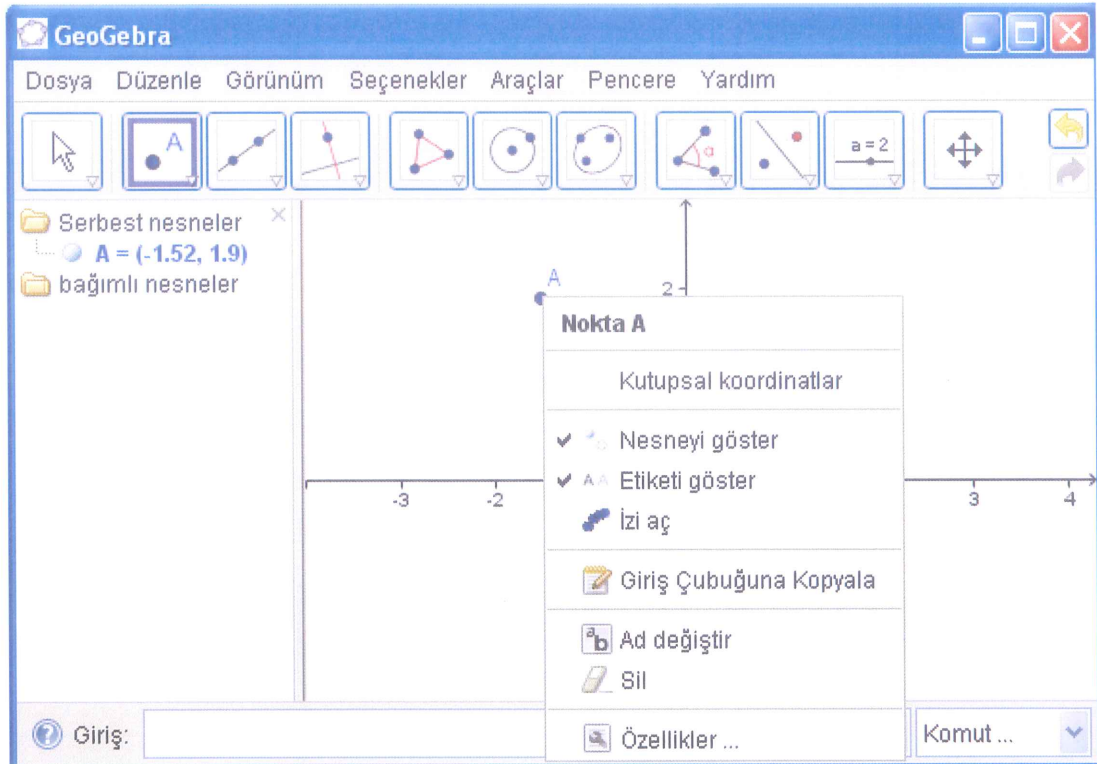 GeoGebra
Dosya Düzenle Görünüm Seçenekler Araçlar Pencere Yardım
A
α
a = 2
Serbest nesneler
A = (-1.52, 1.9)
bağımlı nesneler
A
2
Nokta A
Kutupsal koordinatlar
Nesneyi göster
A A Etiketi göster
İzi aç
-3 -2 3 4
Giriş Çubuğuna Kopyala
ab Ad değiştir
Sil
Özellikler ...
Giriş: Komut ...